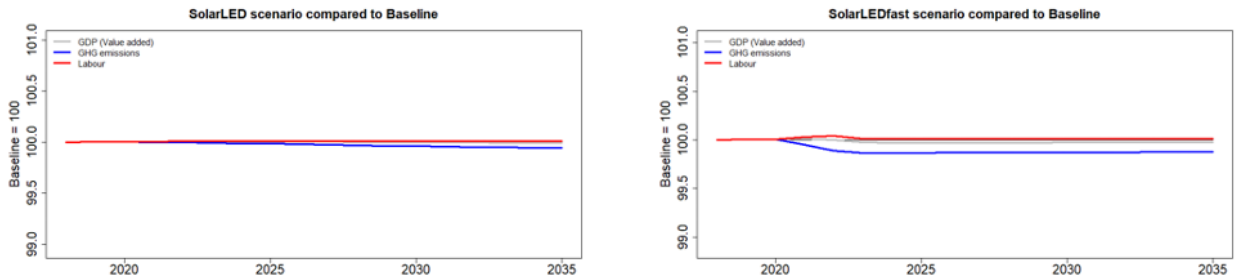 SolarLED scenario compared to Baseline
Baseline = 100
101.0
100.5
100.0
99.5
99.0
GDP (Value added)
GHG emissions
Labour
2020
2025
2030
2035
SolarLEDfast scenario compared to Baseline
Baseline = 100
101.0
100.5
100.0
99.5
99.0
GDP (Value added)
GHG emissions
Labour
2020
2025
2030
2035